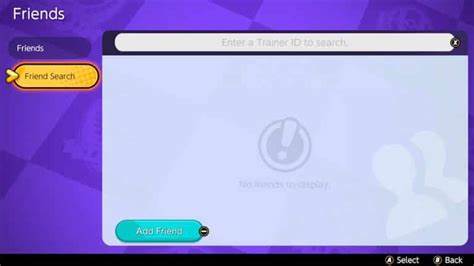 Friends
Friends
Enter a Trainer ID to search.
X
Friend Search
No friends to display.
Add Friend
A Select B Back